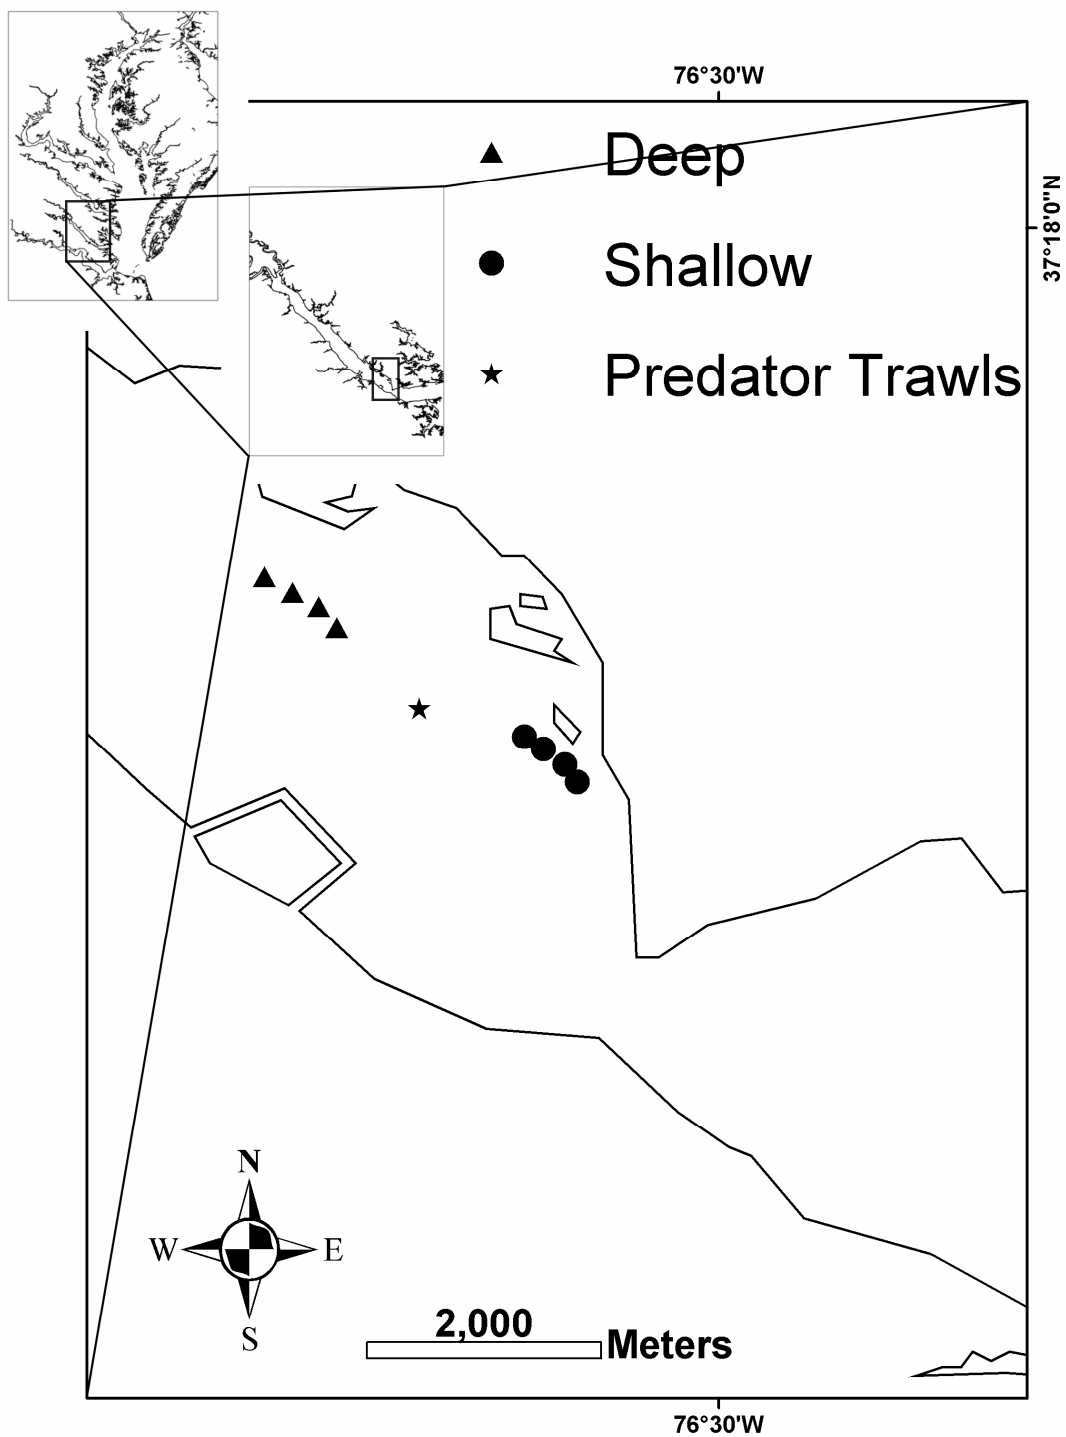 76°30'W
Deep
37°18'0"N
Shallow
Predator Trawls
N
W E
S
2,000
Meters
76°30'W